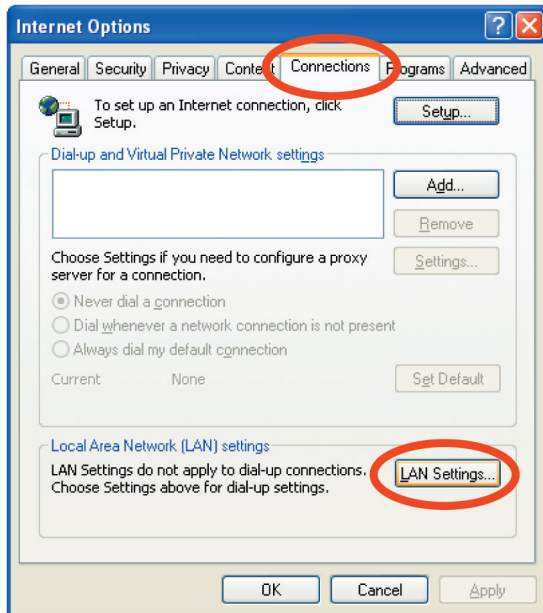 Internet Options
General Security Privacy Content Connections Programs Advanced
To set up an Internet connection, click
Setup.
Setup...
Dial-up and Virtual Private Network settings
Add...
Remove
Choose Settings if you need to configure a proxy
server for a connection.
Settings...
Never dial a connection
Dial whenever a network connection is not present
Always dial my default connection
Current None
Set Default
Local Area Network (LAN) settings
LAN Settings do not apply to dial-up connections.
Choose Settings above for dial-up settings.
LAN Settings...
OK Cancel Apply